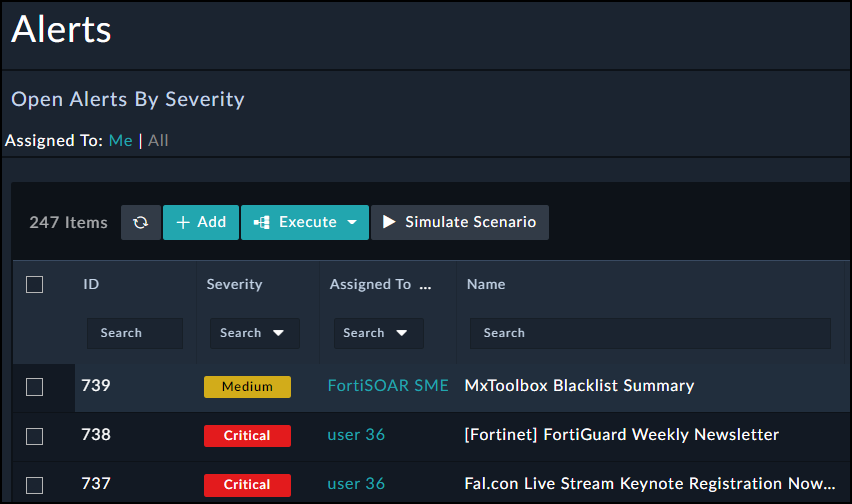 Alerts
Open Alerts By Severity
Assigned To: Me | All
247 Items + Add Execute Simulate Scenario
ID Severity Assigned To ... Name
Search Search Search Search
739 Medium FortiSOAR SME MxToolbox Blacklist Summary
738 Critical user 36 [Fortinet] FortiGuard Weekly Newsletter
737 Critical user 36 Fal.con Live Stream Keynote Registration Now...